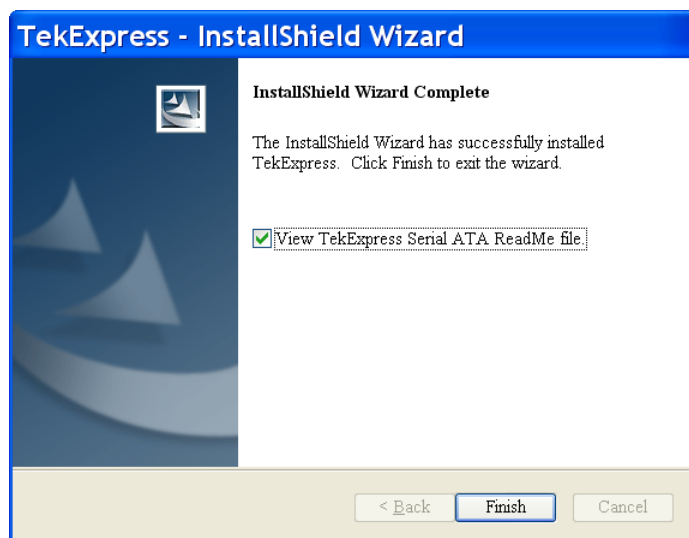 TekExpress - InstallShield Wizard
InstallShield Wizard Complete
The InstallShield Wizard has successfully installed
TekExpress. Click Finish to exit the wizard.
View TekExpress Serial ATA ReadMe file.
< Back
Finish
Cancel